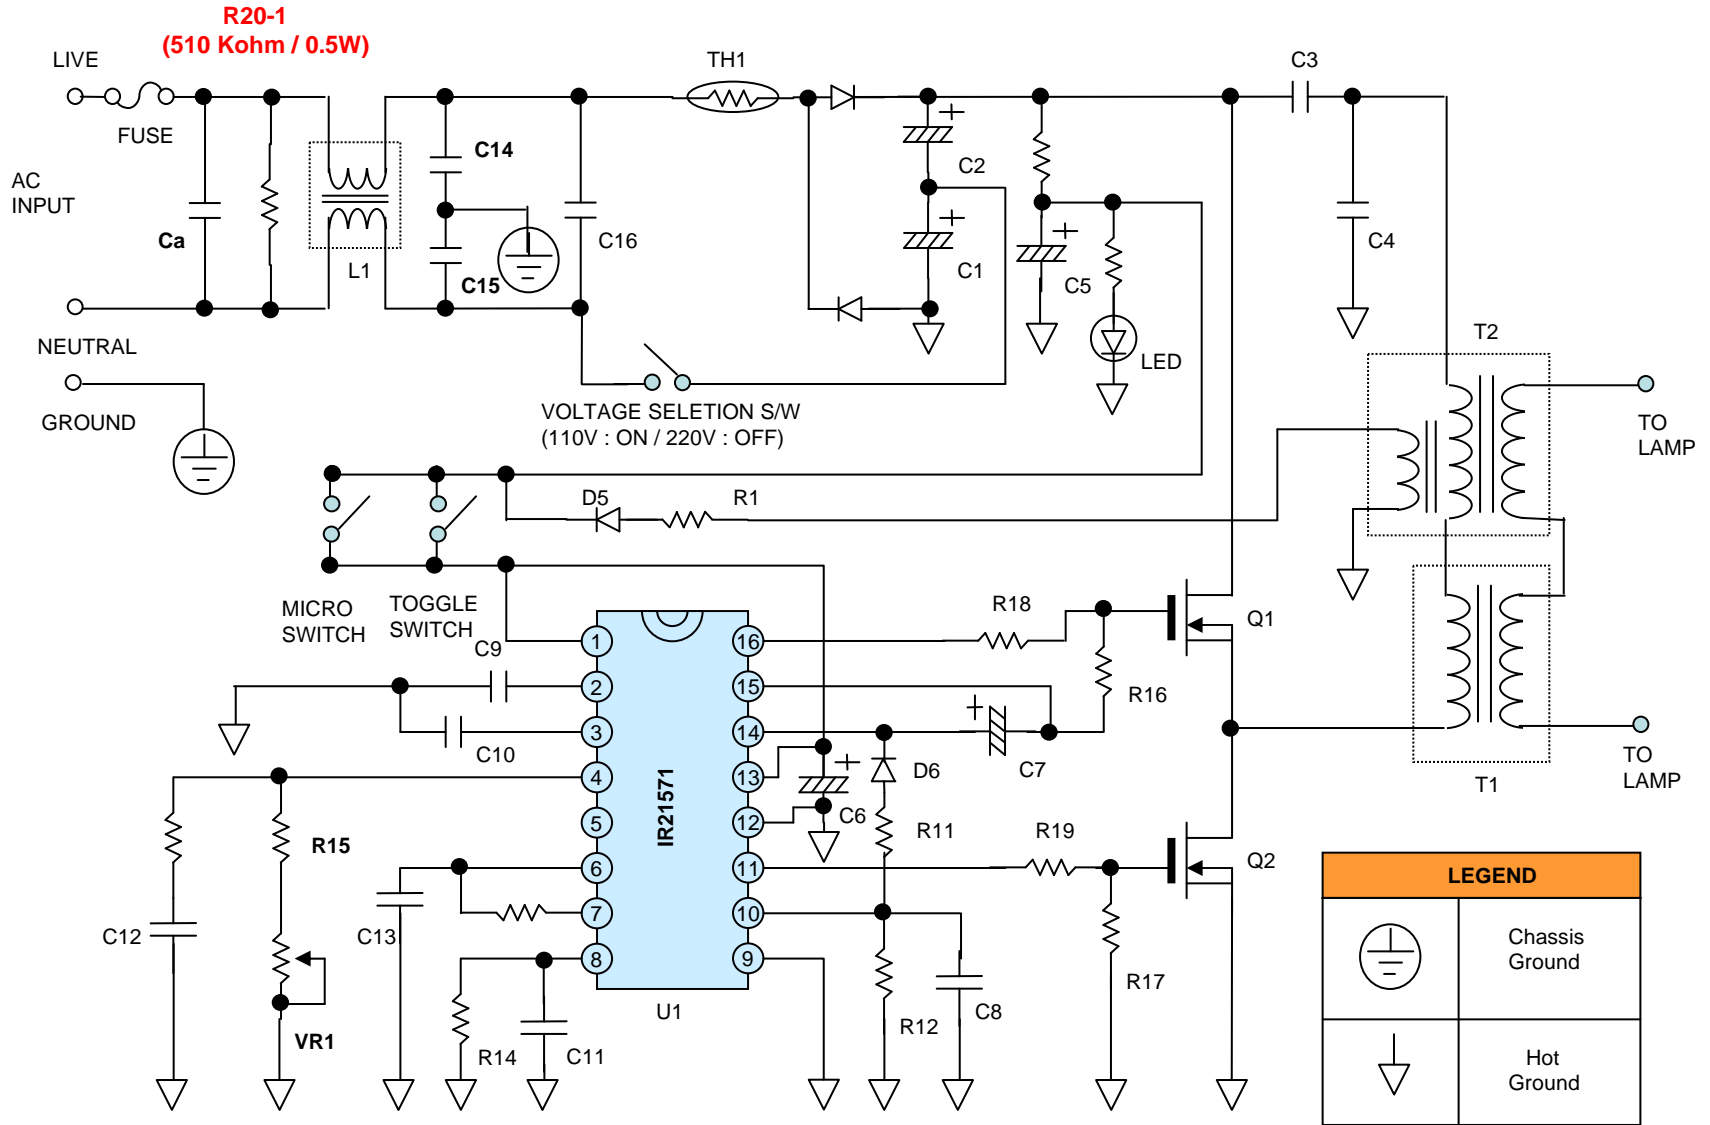 R20-1
(510 Kohm / 0.5W)
LIVE
FUSE
AC
INPUT
Ca
L1
C14
C15
C16
TH1
C2
C1
C5
LED
C3
C4
NEUTRAL
GROUND
VOLTAGE SELETION S/W
(110V : ON / 220V : OFF)
T2
TO
LAMP
D5
R1
MICRO
SWITCH
TOGGLE
SWITCH
C9
C10
R18
Q1
R16
C7
D6
C6
R11
R19
Q2
T1
TO
LAMP
1
2
3
4
5
6
7
8
16
15
14
13
12
11
10
9
IR21571
U1
R15
C12
C13
VR1
R14
C11
R12
C8
R17
LEGEND
Chassis
Ground
Hot
Ground